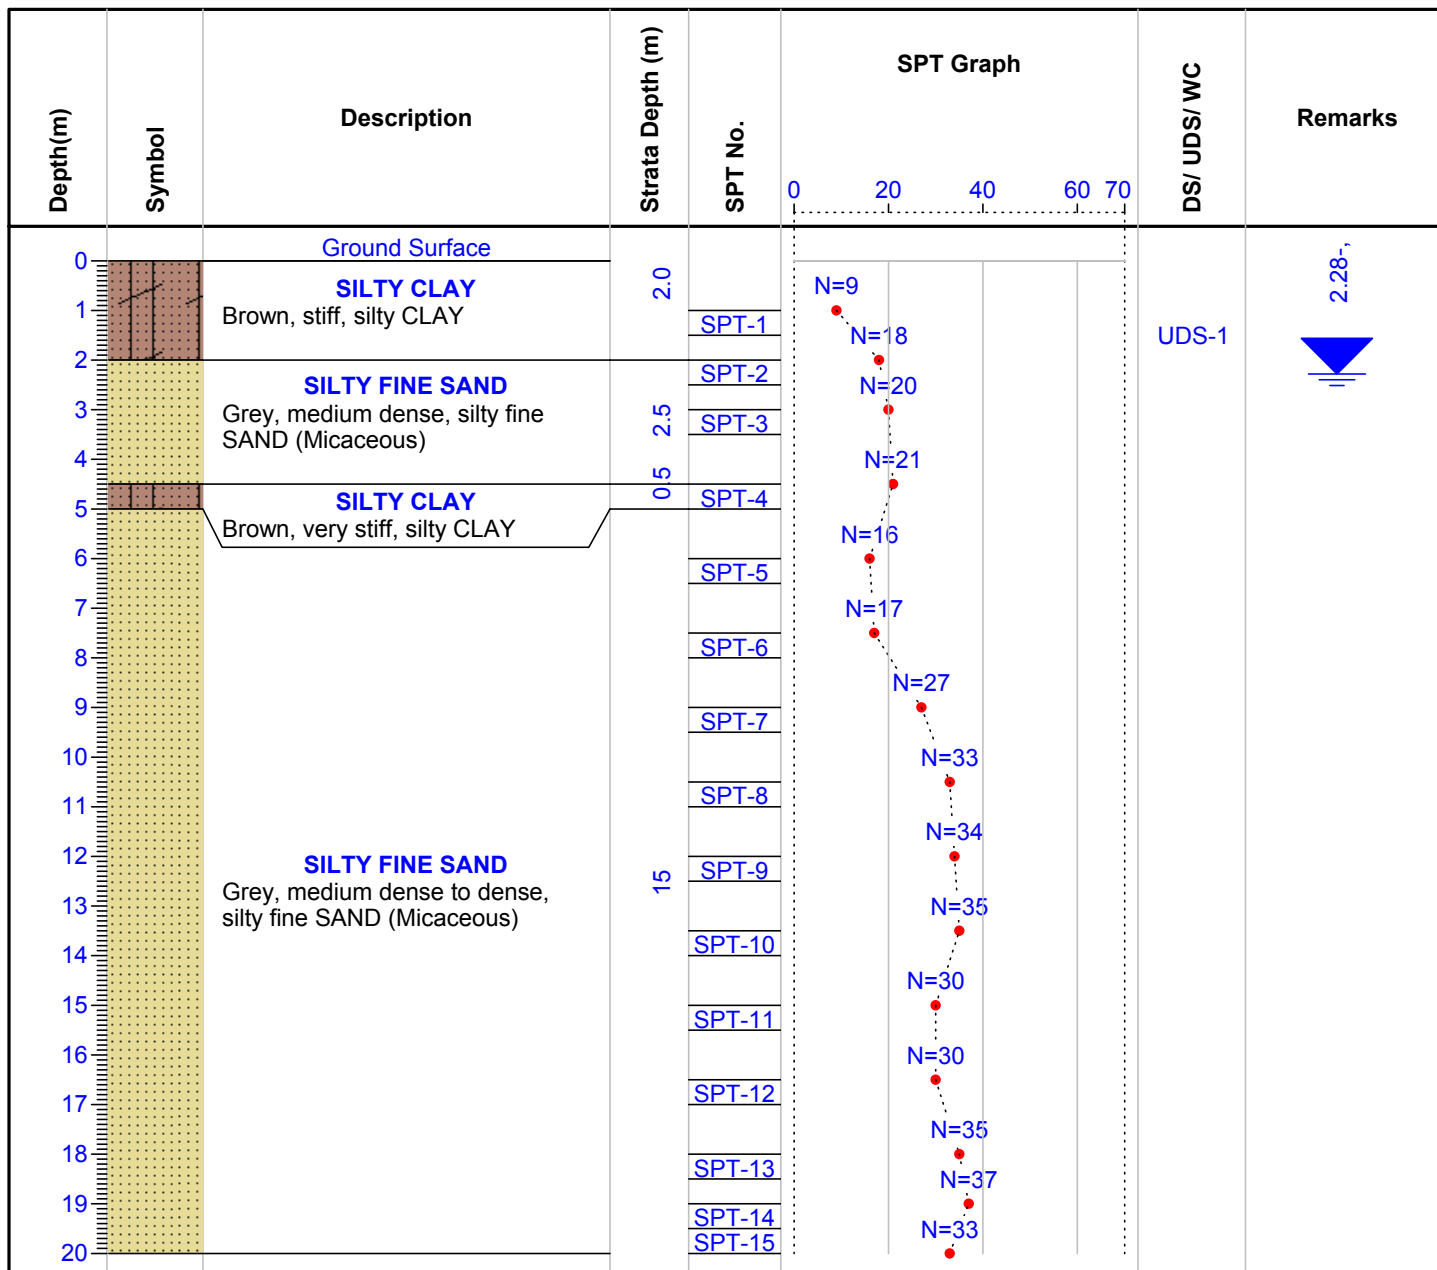 Depth(m)
Symbol
Description
Strata Depth (m)
SPT No.
SPT Graph
0 20 40 60 70
DS/ UDS/ WC
Remarks
Ground Surface
0
1
2
3
4
5
6
7
8
9
10
11
12
13
14
15
16
17
18
19
20
SILTY CLAY
Brown, stiff, silty CLAY
SILTY FINE SAND
Grey, medium dense, silty fine
SAND (Micaceous)
SILTY CLAY
Brown, very stiff, silty CLAY
SILTY FINE SAND
Grey, medium dense to dense,
silty fine SAND (Micaceous)
2.0
2.5
0.5
15
SPT-1
SPT-2
SPT-3
SPT-4
SPT-5
SPT-6
SPT-7
SPT-8
SPT-9
SPT-10
SPT-11
SPT-12
SPT-13
SPT-14
SPT-15
N=9
N=18
N=20
N=21
N=16
N=17
N=27
N=33
N=34
N=35
N=30
N=30
N=35
N=37
N=33
UDS-1
2.28-,